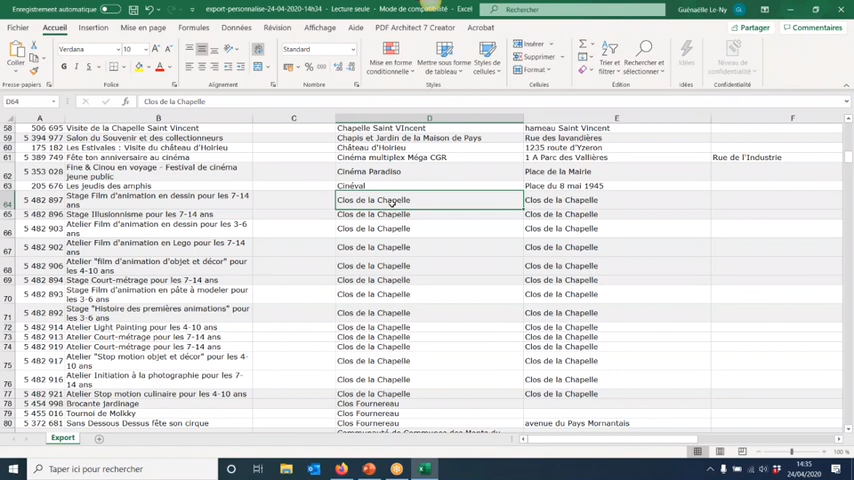 Enregistrement automatique
export-personnalise-24-04-2020-14h34 - Lecture seule - Mode de compatibilité - Excel
Rechercher
Guénaëlle Le-Ny
GL
Fichier Accueil Insertion Mise en page Formules Données Révision Affichage Aide PDF Architect 7 Creator Acrobat
Partager Commentaires
Coller
Verdana 10
Standard
Mise en forme conditionnelle
Mettre sous forme de tableau
Styles de cellules
Insérer
Supprimer
Format
Trier et filtrer
Rechercher et sélectionner
Idées
Niveau de confidentialité
Presse-papiers Police Alignement Nombre Styles Cellules Édition Idées Confidentialité
D64 fx Clos de la Chapelle
A B C D E F
58 506 695 Visite de la Chapelle Saint Vincent Chapelle Saint VIncent hameau Saint Vincent
59 5 394 977 Salon du Souvenir et des collectionneurs Chapis et Jardin de la Maison de Pays Rue des lavandières
60 175 182 Les Estivales : Visite du château d'Hoirieu Château d'Hoirieu 1235 route d'Yzeron
61 5 389 749 Fête ton anniversaire au cinéma Cinéma multiplex Méga CGR 1 A Parc des Vallières Rue de l'Industrie
62 5 353 028 Fine & Cinou en voyage - Festival de cinéma jeune public Cinéma Paradiso Place de la Mairie
63 205 676 Les jeudis des amphis Cinéval Place du 8 mai 1945
64 5 482 897 Stage Film d'animation en dessin pour les 7-14 ans Clos de la Chapelle Clos de la Chapelle
65 5 482 896 Stage Illusionnisme pour les 7-14 ans Clos de la Chapelle Clos de la Chapelle
66 5 482 903 Atelier Film d'animation en dessin pour les 3-6 ans Clos de la Chapelle Clos de la Chapelle
67 5 482 902 Atelier Film d'animation en Lego pour les 7-14 ans Clos de la Chapelle Clos de la Chapelle
68 5 482 906 Atelier "film d'animation d'objet et décor" pour les 4-10 ans Clos de la Chapelle Clos de la Chapelle
69 5 482 894 Stage Court-métrage pour les 7-14 ans Clos de la Chapelle Clos de la Chapelle
70 5 482 893 Stage Film d'animation en pâte à modeler pour les 3-6 ans Clos de la Chapelle Clos de la Chapelle
71 5 482 892 Stage "Histoire des premières animations" pour les 3-6 ans Clos de la Chapelle Clos de la Chapelle
72 5 482 914 Atelier Light Painting pour les 4-10 ans Clos de la Chapelle Clos de la Chapelle
73 5 482 913 Atelier Court-métrage pour les 7-14 ans Clos de la Chapelle Clos de la Chapelle
74 5 482 919 Atelier Court-métrage pour les 7-14 ans Clos de la Chapelle Clos de la Chapelle
75 5 482 917 Atelier "Stop motion objet et décor" pour les 4-10 ans Clos de la Chapelle Clos de la Chapelle
76 5 482 916 Atelier Initiation à la photographie pour les 7-14 ans Clos de la Chapelle Clos de la Chapelle
77 5 482 921 Atelier Stop motion culinaire pour les 4-10 ans Clos de la Chapelle Clos de la Chapelle
78 5 454 998 Brocante Jardinage Clos Fournereau
79 5 455 016 Tournoi de Molkky Clos Fournereau
80 5 372 681 Sans Dessous Dessus fête son cirque Clos Fournereau avenue du Pays Mornantais
Export
100 %
Taper ici pour rechercher
14:35
24/04/2020